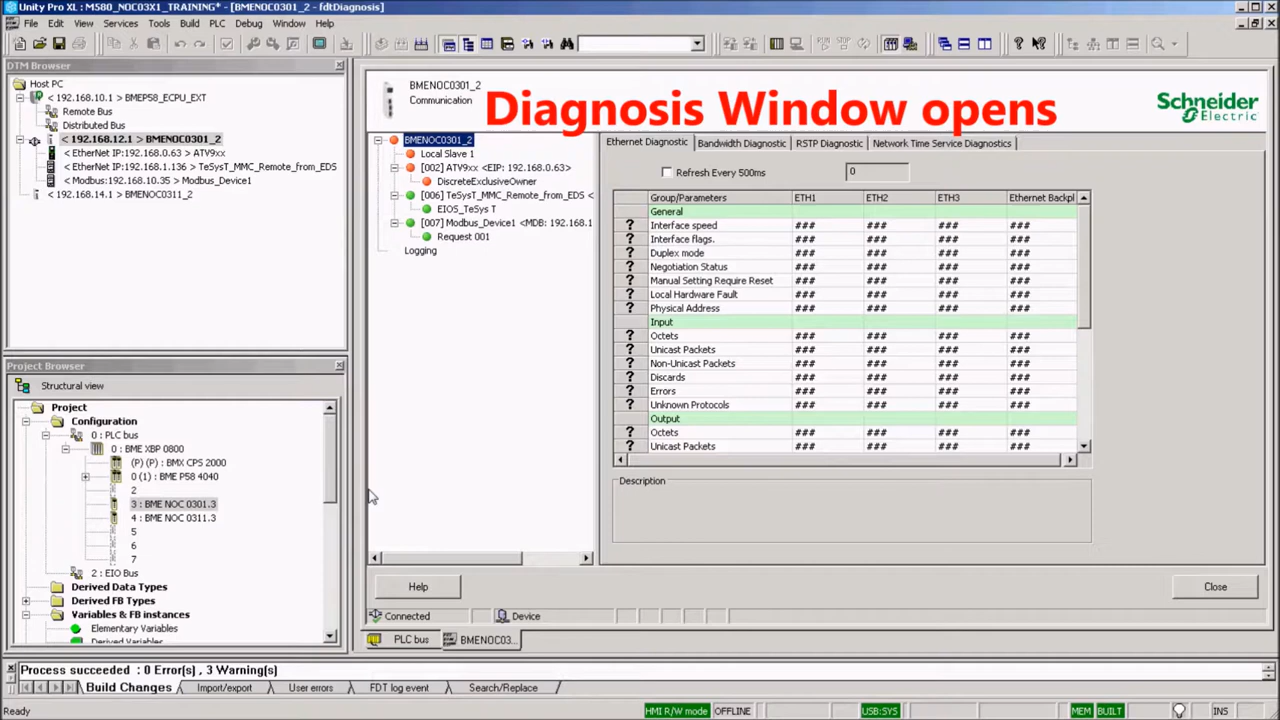 Unity Pro XL : M580_NOC03X1_TRAINING* - [BMENOC0301_2 - fdtDiagnosis]
File Edit View Services Tools Build PLC Debug Window Help
DTM Browser
Host PC
< 192.168.10.1 > BMEP58_ECPU_EXT
Remote Bus
Distributed Bus
< 192.168.12.1 > BMENOC0301_2
< EtherNet IP:192.168.0.63 > ATV9xx
< EtherNet IP:192.168.1.136 > TeSysT_MMC_Remote_from_EDS
< Modbus:192.168.10.35 > Modbus_Device1
< 192.168.14.1 > BMENOC0311_2
Project Browser
Structural view
Project
Configuration
0 : PLC bus
0 : BME XBP 0800
(P) (P) : BMX CPS 2000
0 (1) : BME P58 4040
2
3 : BME NOC 0301.3
4 : BME NOC 0311.3
5
6
7
2 : EIO Bus
Derived Data Types
Derived FB Types
Variables & FB instances
Elementary Variables
Derived Variables
BMENOC0301_2
Communication
Diagnosis Window opens
Schneider
Electric
BMENOC0301_2
Local Slave 1
[002] ATV9xx <EIP: 192.168.0.63>
DiscreteExclusiveOwner
[006] TeSysT_MMC_Remote_from_EDS <
EIOS_TeSys T
[007] Modbus_Device1 <MDB: 192.168.1
Request 001
Logging
Ethernet Diagnostic Bandwidth Diagnostic RSTP Diagnostic Network Time Service Diagnostics
Refresh Every 500ms 0
Group/Parameters ETH1 ETH2 ETH3 Ethernet Backpl
General
? Interface speed ### ### ### ###
? Interface flags. ### ### ### ###
? Duplex mode ### ### ### ###
? Negotiation Status ### ### ### ###
? Manual Setting Require Reset ### ### ### ###
? Local Hardware Fault ### ### ### ###
? Physical Address ### ### ### ###
Input
? Octets ### ### ### ###
? Unicast Packets ### ### ### ###
? Non-Unicast Packets ### ### ### ###
? Discards ### ### ### ###
? Errors ### ### ### ###
? Unknown Protocols ### ### ### ###
Output
? Octets ### ### ### ###
? Unicast Packets ### ### ### ###
Description
Help Close
Connected Device
PLC bus BMENOC03...
Process succeeded : 0 Error(s) , 3 Warning(s)
Build Changes Import/export User errors FDT log event Search/Replace
Ready HMI R/W mode OFFLINE USB:SYS MEM BUILT INS